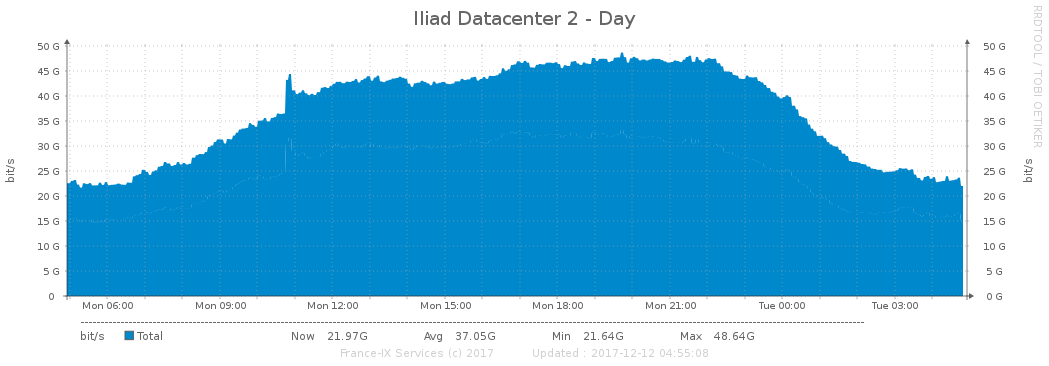 Iliad Datacenter 2 - Day
RRDTOOL / TOBI OETIKER
bit/s
bit/s
50 G 50 G
45 G 45 G
40 G 40 G
35 G 35 G
30 G 30 G
25 G 25 G
20 G 20 G
15 G 15 G
10 G 10 G
5 G 5 G
0 0 G
Mon 06:00 Mon 09:00 Mon 12:00 Mon 15:00 Mon 18:00 Mon 21:00 Tue 00:00 Tue 03:00
bit/s Total Now 21.97G Avg 37.05G Min 21.64G Max 48.64G
France-IX Services (c) 2017 Updated : 2017-12-12 04:55:08